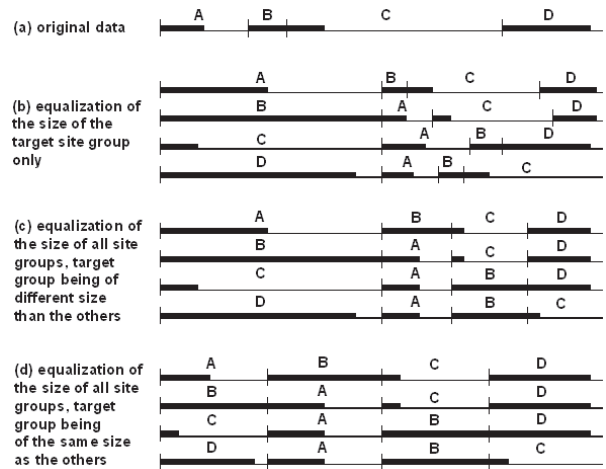 A B C D
(a) original data
A B C D
B A C D
(b) equalization of
the size of the
target site group
only
C A B D
D A B C
(c) equalization of
the size of all site
groups, target
group being of
different size
than the others
A B C D
B A C D
C A B D
D A B C
(d) equalization of
the size of all site
groups, target
group being
of the same size
as the others
A B C D
B A C D
C A B D
D A B C